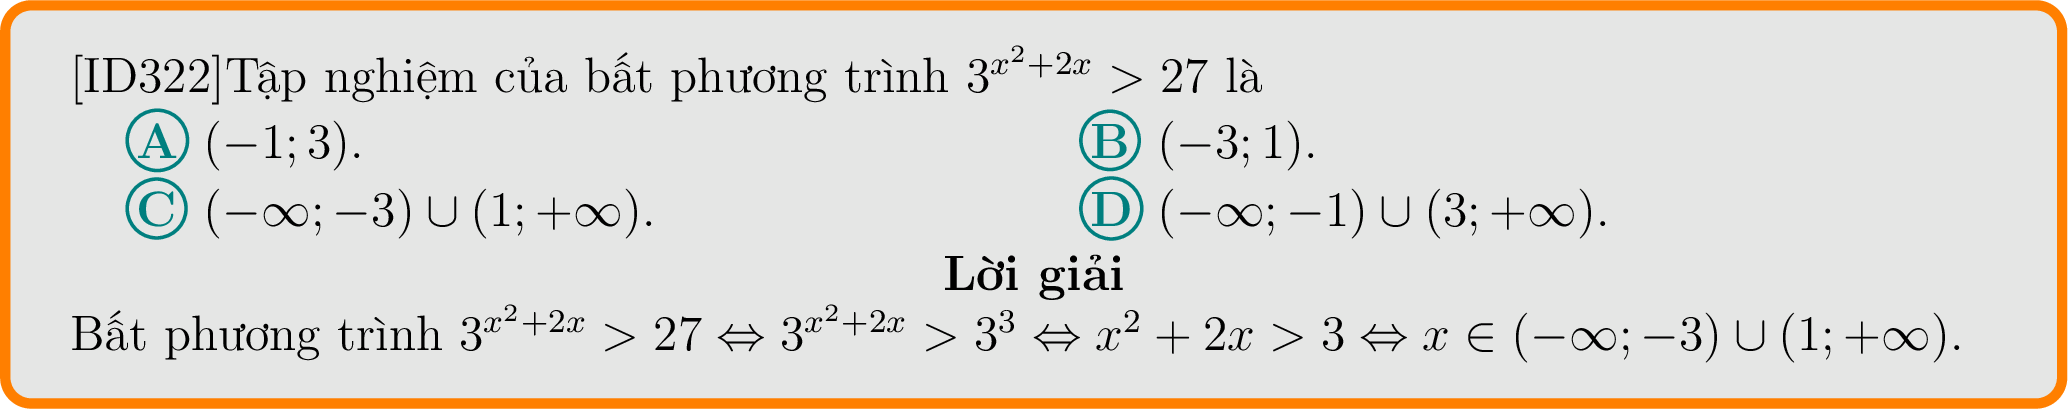 [ID322]Tập nghiệm của bất phương trình $3^{x^2+2x} > 27$ là
A $(-1; 3)$. B $(-3; 1)$.
C $(-\infty; -3) \cup (1; +\infty)$. D $(-\infty; -1) \cup (3; +\infty)$.
Lời giải
Bất phương trình $3^{x^2+2x} > 27 \Leftrightarrow 3^{x^2+2x} > 3^3 \Leftrightarrow x^2 + 2x > 3 \Leftrightarrow x \in (-\infty; -3) \cup (1; +\infty)$.